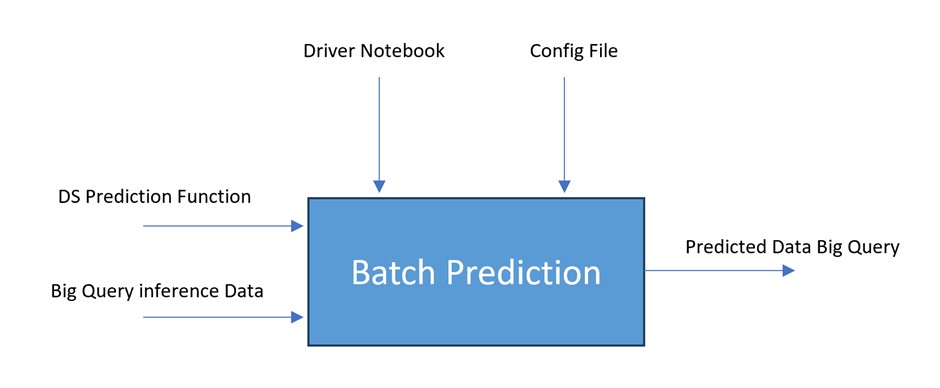 Driver Notebook
Config File
DS Prediction Function
Batch Prediction
Predicted Data Big Query
Big Query inference Data